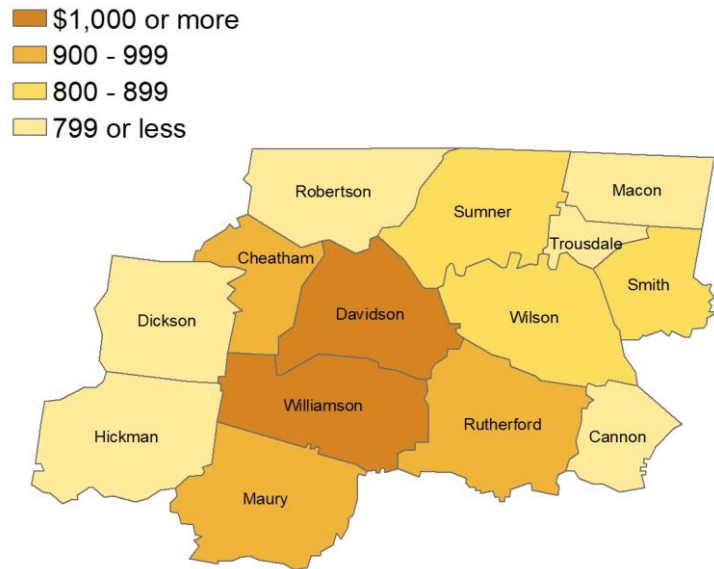 $1,000 or more
900 - 999
800 - 899
799 or less
Robertson
Macon
Sumner
Trousdale
Cheatham
Smith
Dickson
Davidson
Wilson
Williamson
Rutherford
Hickman
Cannon
Maury